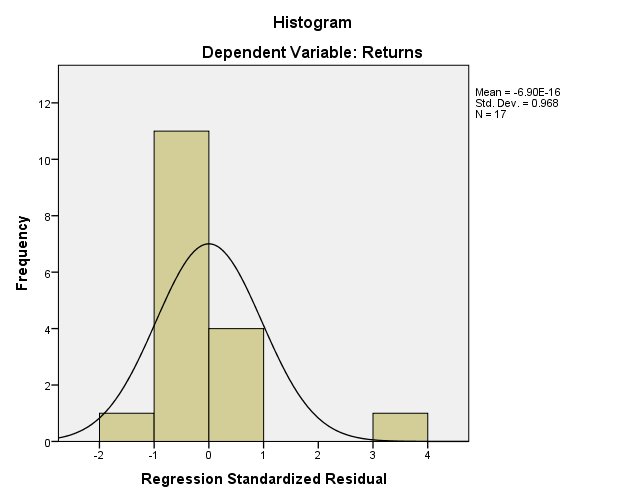 Histogram
Dependent Variable: Returns
Mean = -6.90E-16
Std. Dev. = 0.968
N = 17
Frequency
12
10
8
6
4
2
0
-2 -1 0 1 2 3 4
Regression Standardized Residual